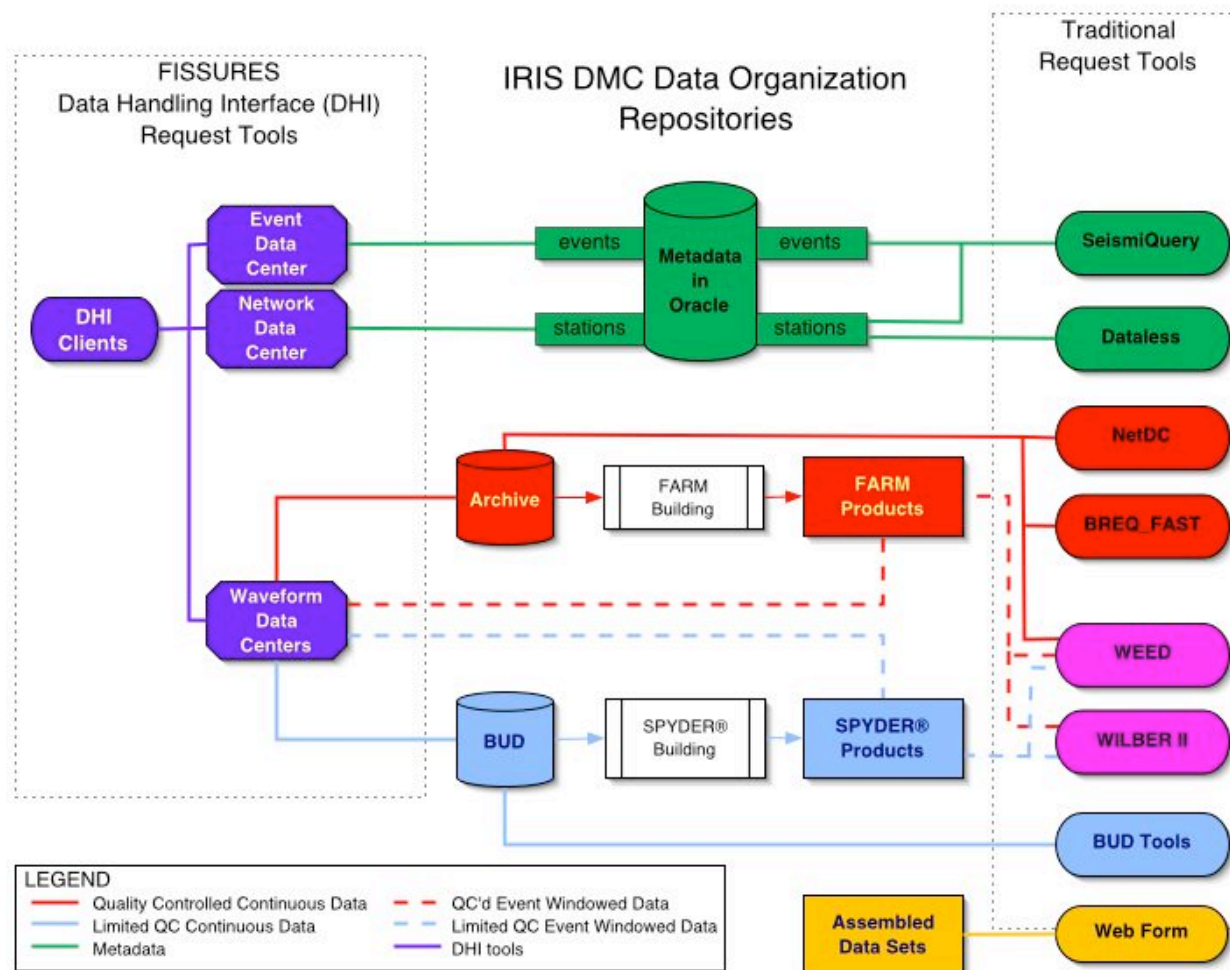 FISSURES
Data Handling Interface (DHI)
Request Tools
IRIS DMC Data Organization
Repositories
Traditional
Request Tools
Event
Data
Center
Network
Data
Center
DHI
Clients
events
stations
Metadata
in
Oracle
events
stations
SeismiQuery
Dataless
NetDC
Archive
FARM
Building
FARM
Products
BREQ_FAST
Waveform
Data
Centers
WEED
BUD
SPYDER®
Building
SPYDER®
Products
WILBER II
BUD Tools
LEGEND
Quality Controlled Continuous Data
Limited QC Continuous Data
Metadata
QC'd Event Windowed Data
Limited QC Event Windowed Data
DHI tools
Assembled
Data Sets
Web Form